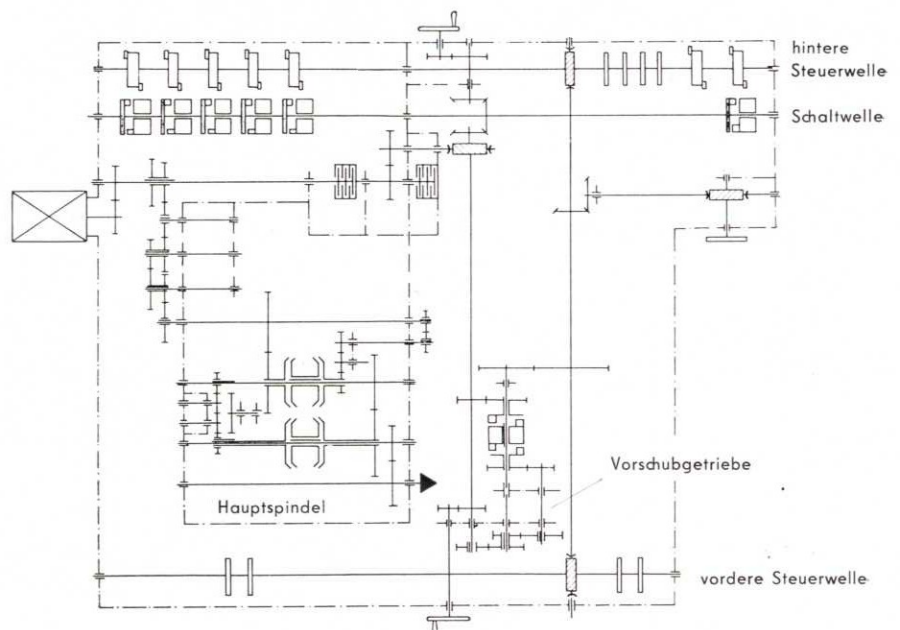 hintere
Steuerwelle
Schaltwelle
Vorschubgetriebe
Hauptspindel
vordere Steuerwelle